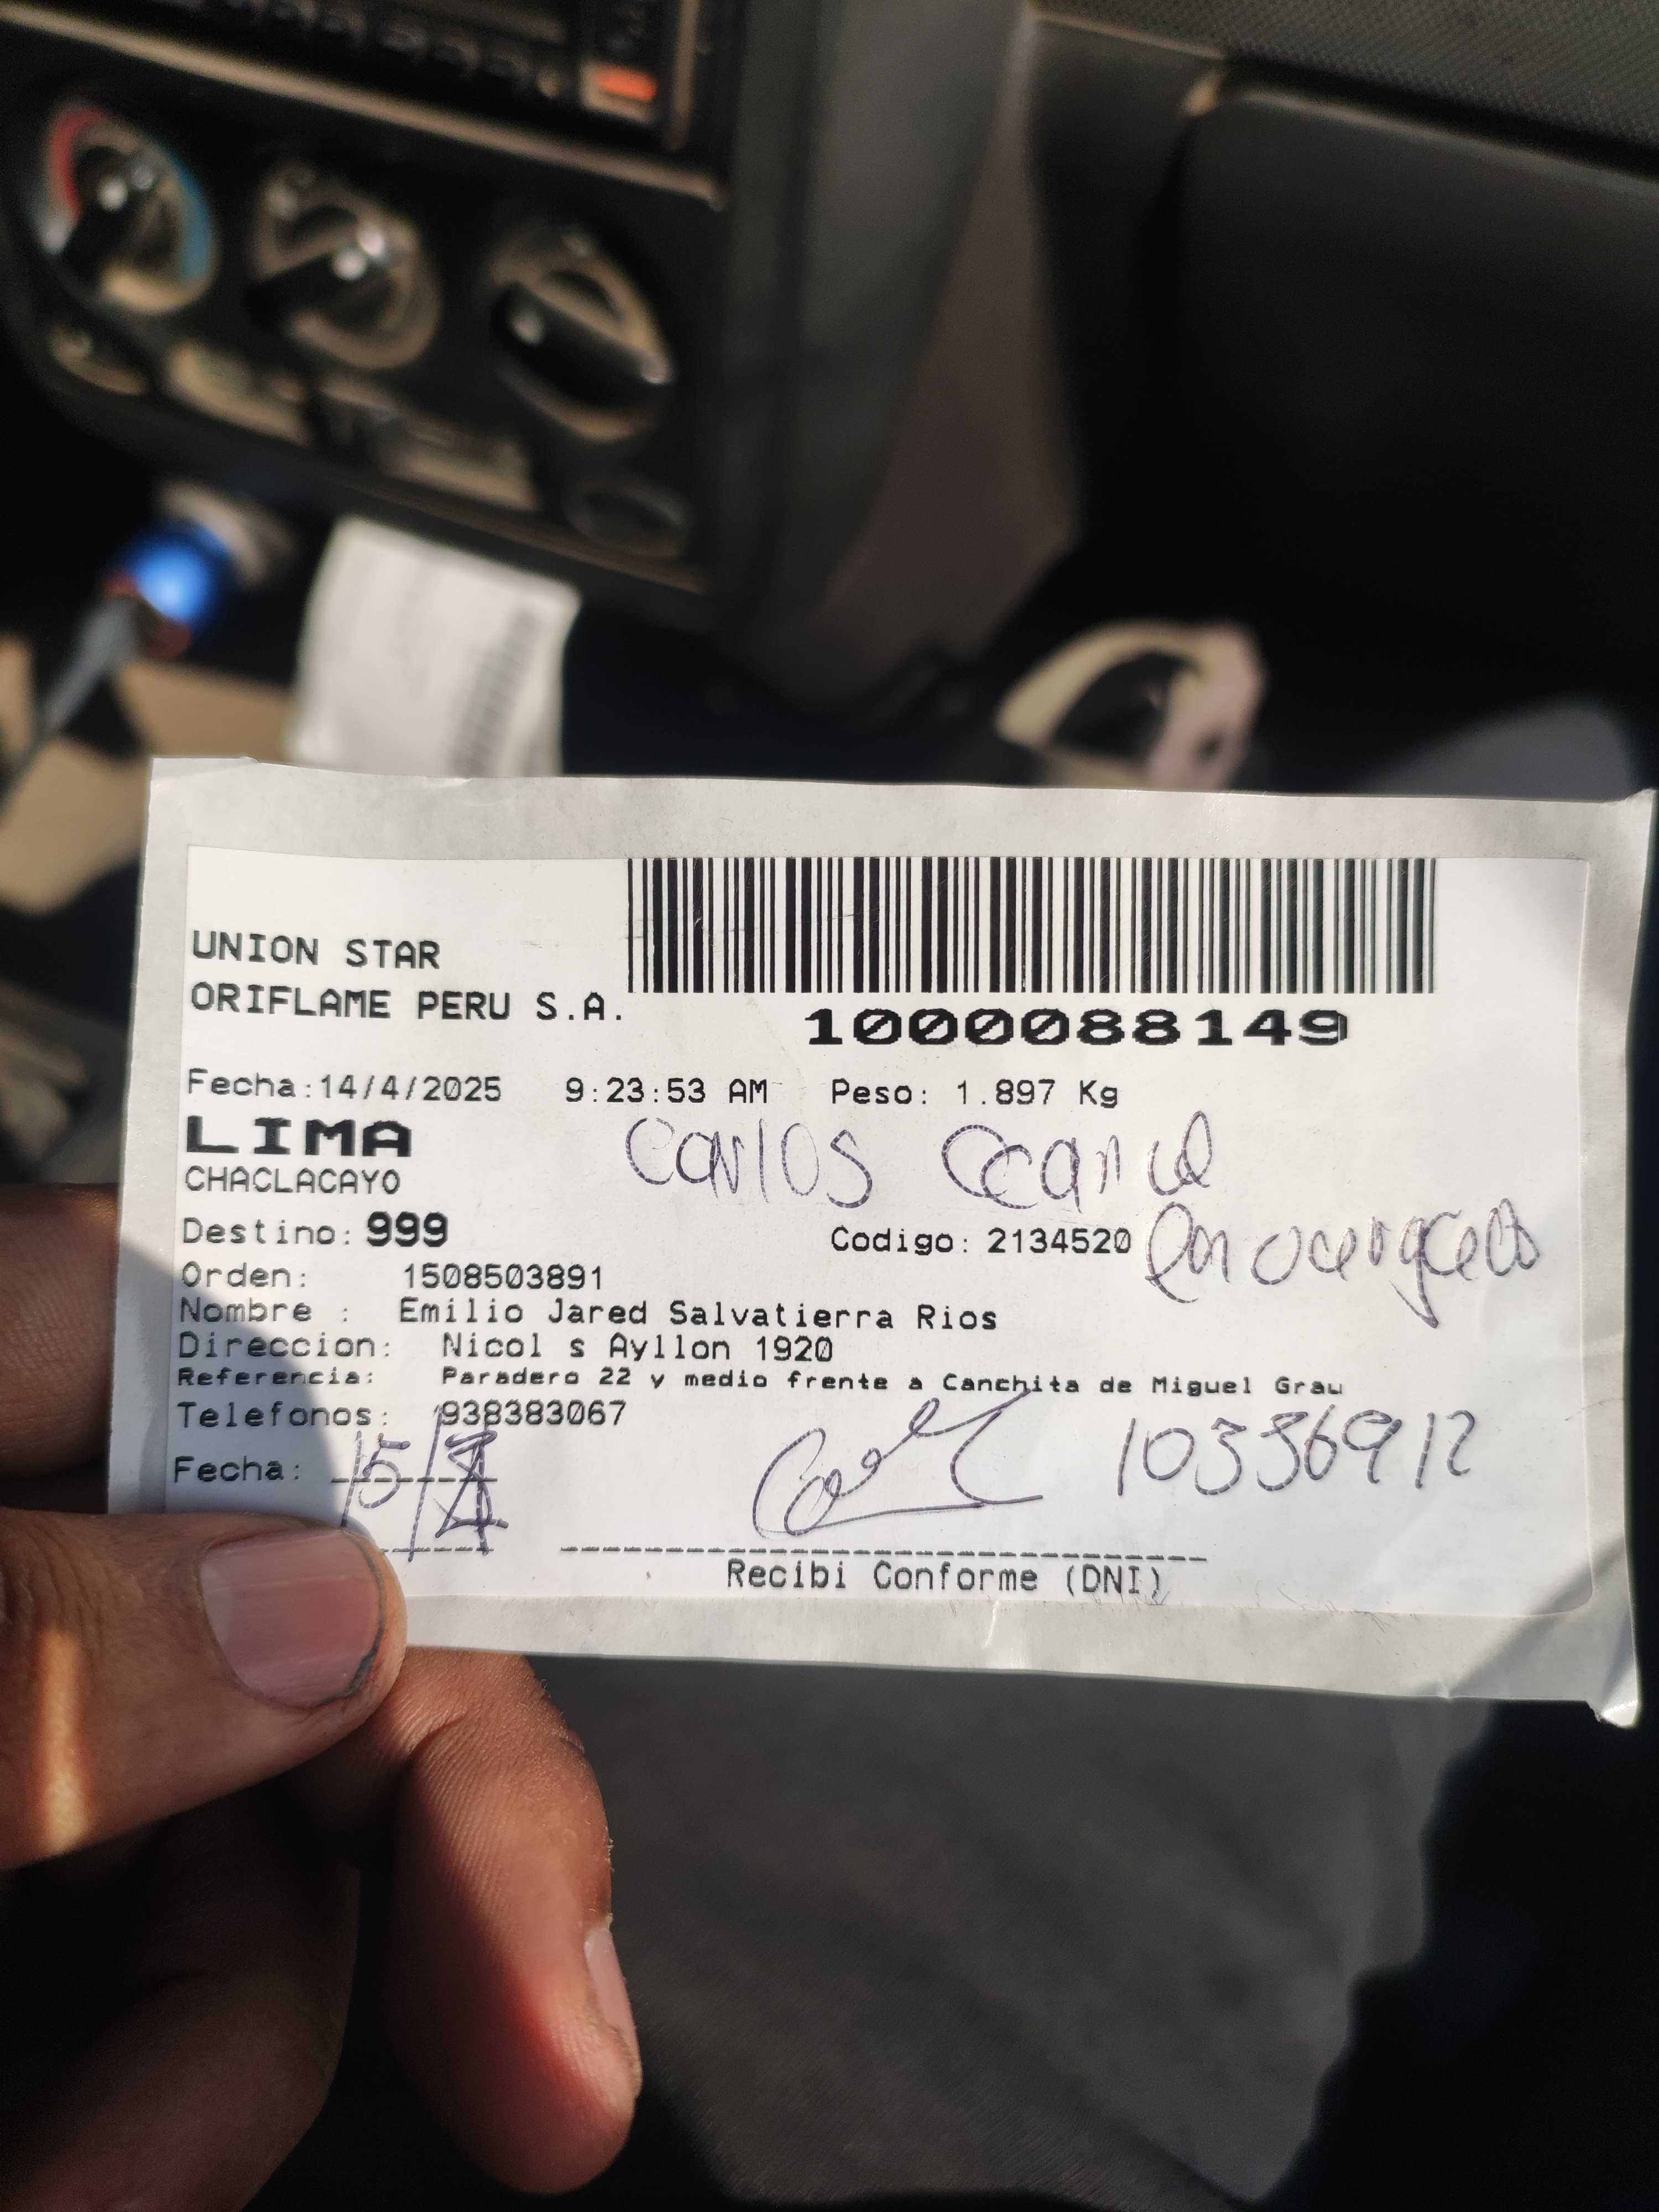 UNION STAR
ORIFLAME PERU S.A.
1000088149
Fecha:14/4/2025 9:23:53 AM Peso: 1.897 Kg
LIMA
Carlos
CHACLACAYO
Destino: 999 Codigo: 2134520
Orden: 1508503891
Nombre : Emilio Jared Salvatierra Rios
Direccion: Nicol s Ayllon 1920
Referencia: Paradero 22 y medio frente a Canchita de Miguel Grau
Telefonos: 938383067
Fecha: 15/4 10336912
Recibi Conforme (DNI)